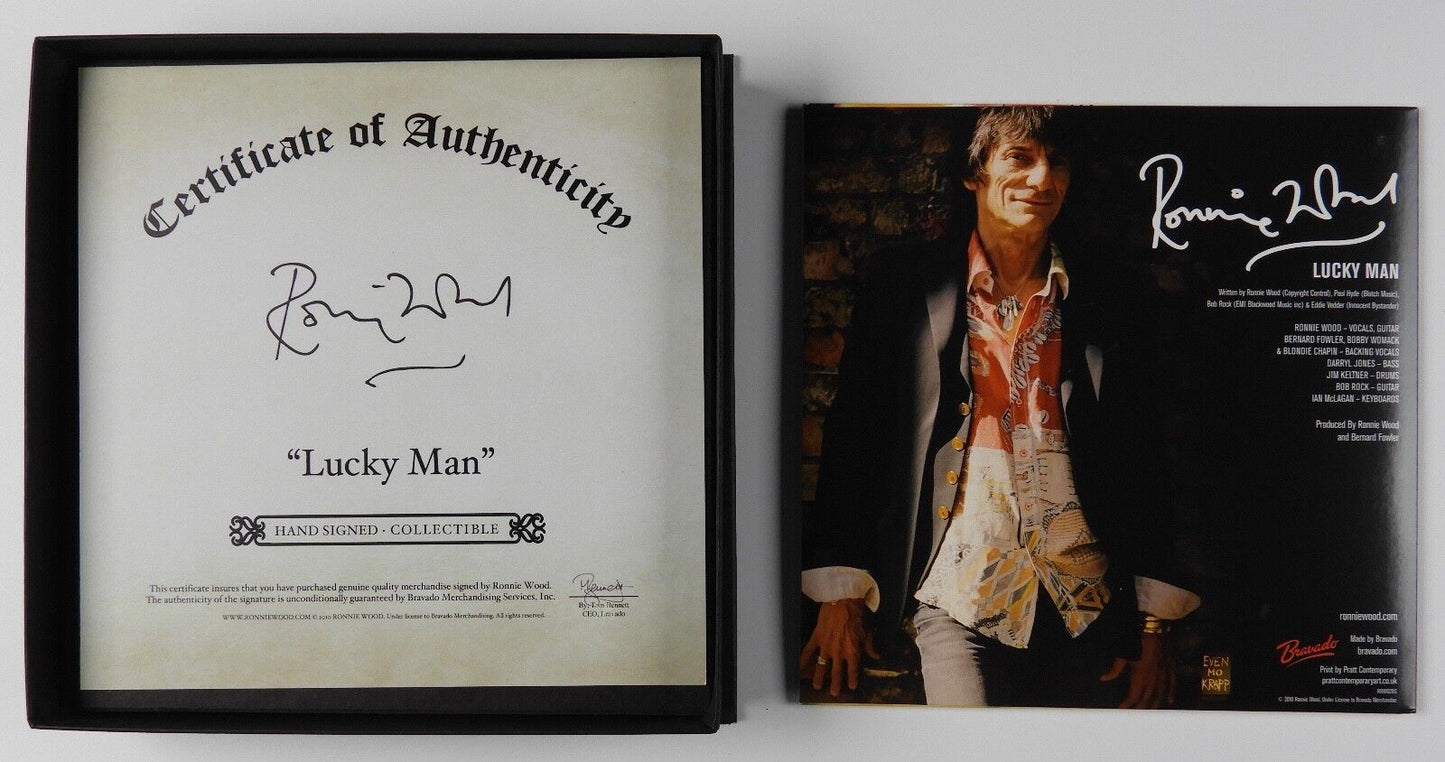 Certificate of Authenticity
Ronnie Wood
"Lucky Man"
HAND SIGNED · COLLECTIBLE
This certificate insures that you have purchased genuine quality merchandise signed by Ronnie Wood.
The authenticity of the signature is unconditionally guaranteed by Bravado Merchandising Services, Inc.
WWW.RONNIEWOOD.COM © 2010 RONNIE WOOD. Under license to Bravado Merchandising. All rights reserved.
By: Tom Bennett
CEO, Bravado
Ronnie Wood
LUCKY MAN
Written by Ronnie Wood (Copyright Control), Paul Hyde (Blotch Music),
Bob Rock (EMI Blackwood Music inc) & Eddie Vedder (Innocent Bystander)
RONNIE WOOD – VOCALS, GUITAR
BERNARD FOWLER, BOBBY WOMACK
& BLONDIE CHAPIN – BACKING VOCALS
DARRYL JONES – BASS
JIM KELTNER – DRUMS
BOB ROCK – GUITAR
IAN McLAGAN – KEYBOARDS
Produced By Ronnie Wood
and Bernard Fowler
ronniewood.com
Bravado
Made by Bravado
bravado.com
Print by Pratt Contemporary
prattcontemporaryart.co.uk
© 2010 Ronnie Wood, Under License to Bravado Merchandise
EVEN
MO
KRAPP